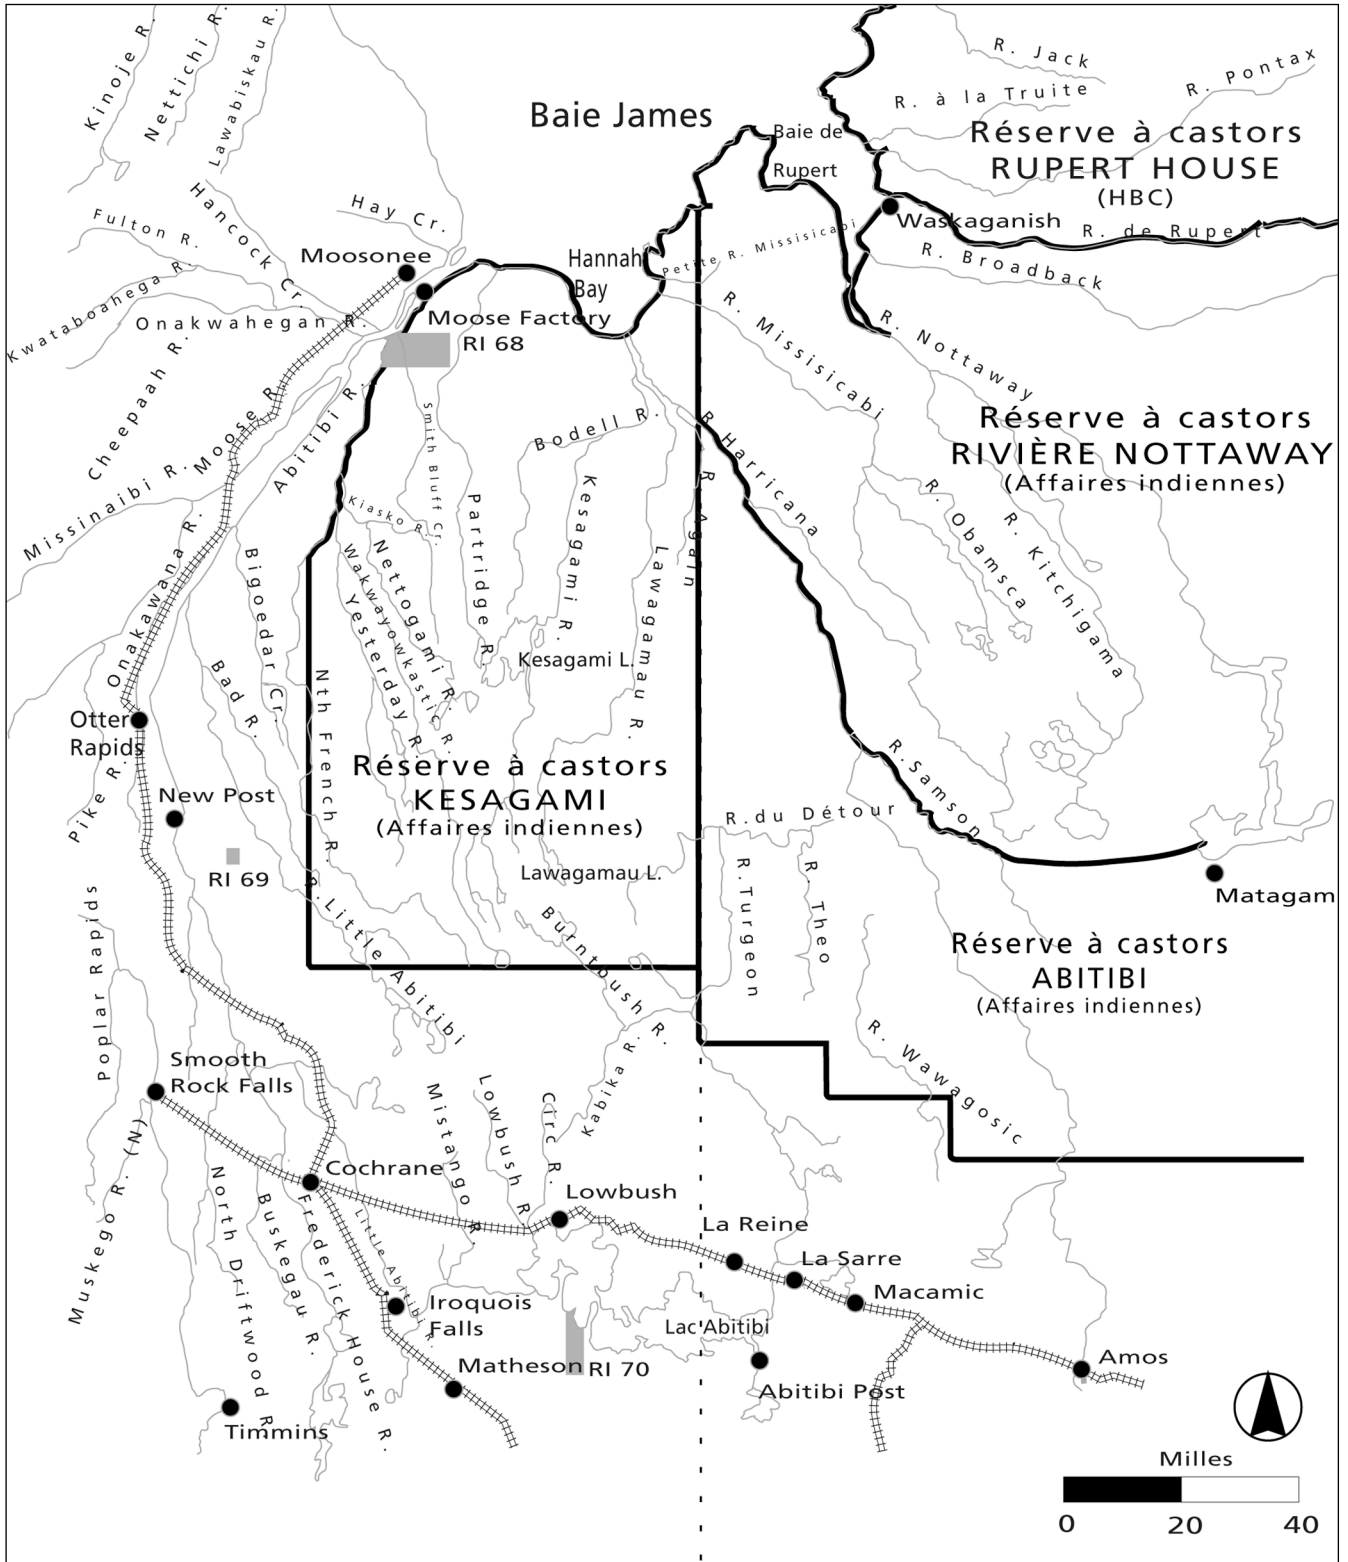 Kinoje R.
Nettichi R.
Lawabiskau R.
Baie James
R. Jack
R. à la Truite
R. Pontax
Baie de
Rupert
Réserve à castors
RUPERT HOUSE
(HBC)
Waskaganish
R. de Rupert
R. Broadback
Hancock Cr.
Hay Cr.
Fulton R.
Moosonee
Kwataboahega R.
Onakwahegan R.
Moose Factory
RI 68
Hannah
Bay
Petite R. Missisicabi
R. Missisicabi
R. Nottaway
Réserve à castors
RIVIÈRE NOTTAWAY
(Affaires indiennes)
Cheepaah R.
Missinaibi R.
Moose R.
Abitibi R.
Smith Bluff Cr.
Bodell R.
R. Harricana
R. Again
R. Obamsca
R. Kitchigama
Kiasko R.
Partridge R.
Kesagami R.
Lawagamau R.
Onakawana R.
Bigoedar Cr.
Wakwayowkastic R.
Nettogami R.
Yesterday R.
Kesagami L.
Bad R.
Nth French R.
Otter
Rapids
Pike R.
New Post
RI 69
Réserve à castors
KESAGAMI
(Affaires indiennes)
R. Samson
R. du Détour
Lawagamau L.
R. Turgeon
R. Theo
Matagam
Réserve à castors
ABITIBI
(Affaires indiennes)
Poplar Rapids
R. Little Abitibi
Burntbush R.
Kabika R.
R. Wawagosic
Smooth
Rock Falls
Muskego R. (N)
Mistango R.
Lowbush R.
Circ R.
Cochrane
Lowbush
North Driftwood R.
Buskegau R.
Frederick House R.
Little Abitibi R.
La Reine
La Sarre
Macamic
Iroquois
Falls
Lac Abitibi
Matheson
RI 70
Abitibi Post
Amos
Timmins
Milles
0 20 40